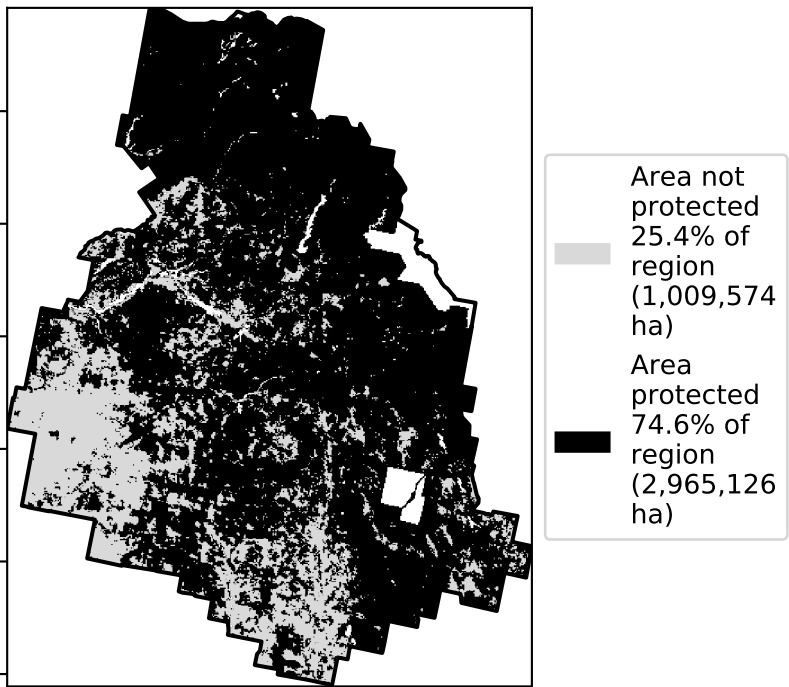 Area not
protected
25.4% of
region
(1,009,574
ha)
Area
protected
74.6% of
region
(2,965,126
ha)